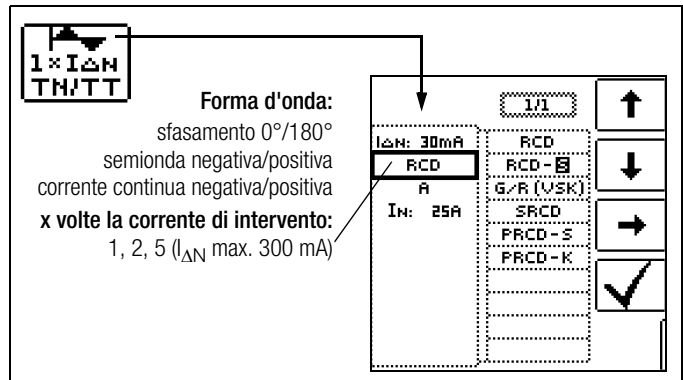 1×IΔN
TN/TT
Forma d'onda:
sfasamento 0°/180°
semionda negativa/positiva
corrente continua negativa/positiva
x volte la corrente di intervento:
1, 2, 5 (IΔN max. 300 mA)
1/1
IΔN: 30mA
RCD
A
IN: 25A
RCD
RCD-S
G/R (VSK)
SRCD
PRCD-S
PRCD-K